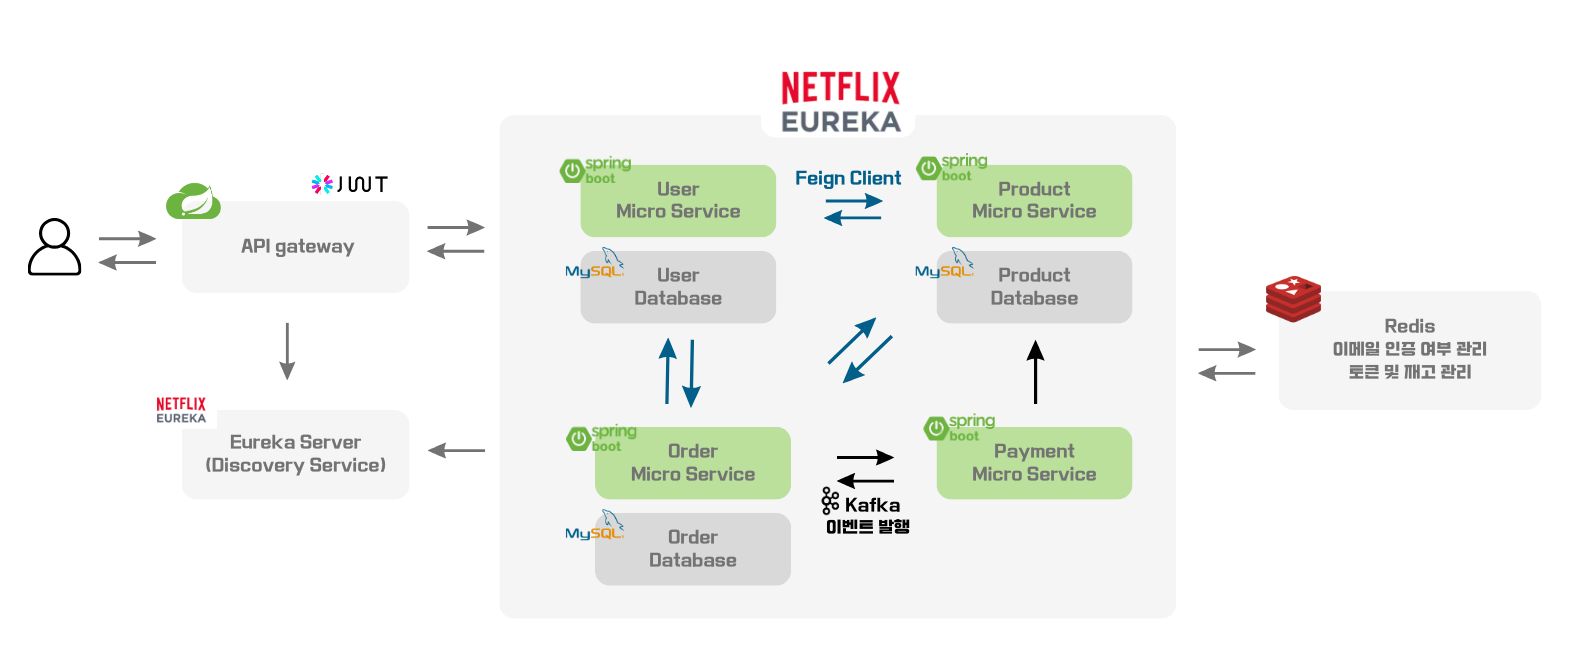 NETFLIX
EUREKA
JWT
API gateway
spring
boot
User
Micro Service
Feign Client
spring
boot
Product
Micro Service
MySQL
User
Database
MySQL
Product
Database
Redis
이메일 인증 여부 관리
토큰 및 째고 관리
NETFLIX
EUREKA
Eureka Server
(Discovery Service)
spring
boot
Order
Micro Service
spring
boot
Payment
Micro Service
Kafka
이벤트 발행
MySQL
Order
Database